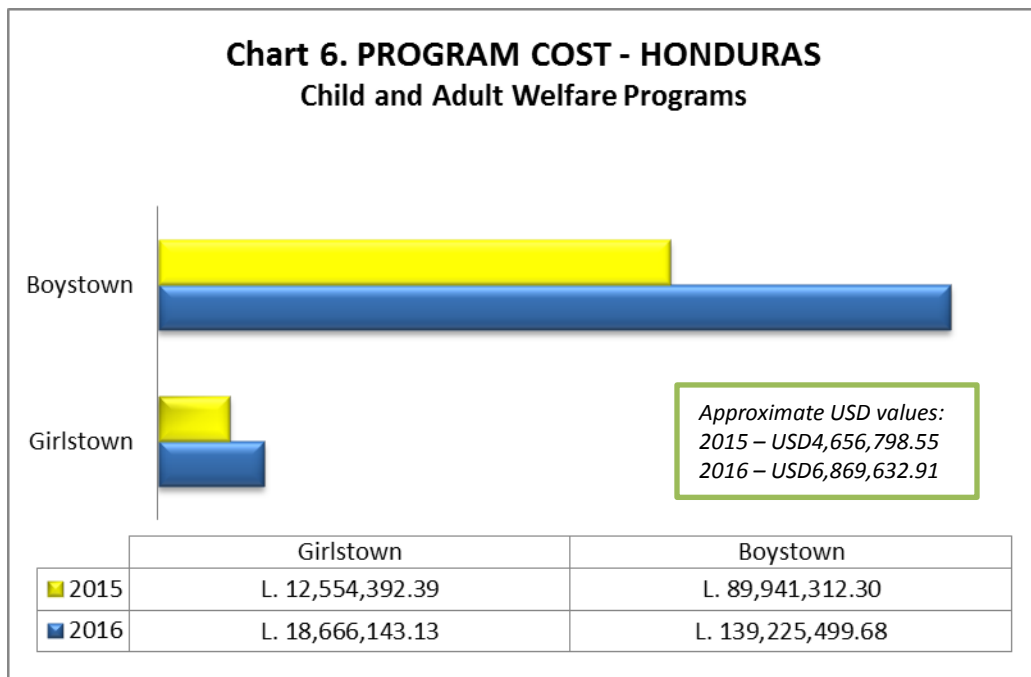 Chart 6. PROGRAM COST - HONDURAS
Child and Adult Welfare Programs
Boystown
Girlstown
Approximate USD values:
2015 – USD4,656,798.55
2016 – USD6,869,632.91
Girlstown Boystown
2015 L. 12,554,392.39 L. 89,941,312.30
2016 L. 18,666,143.13 L. 139,225,499.68